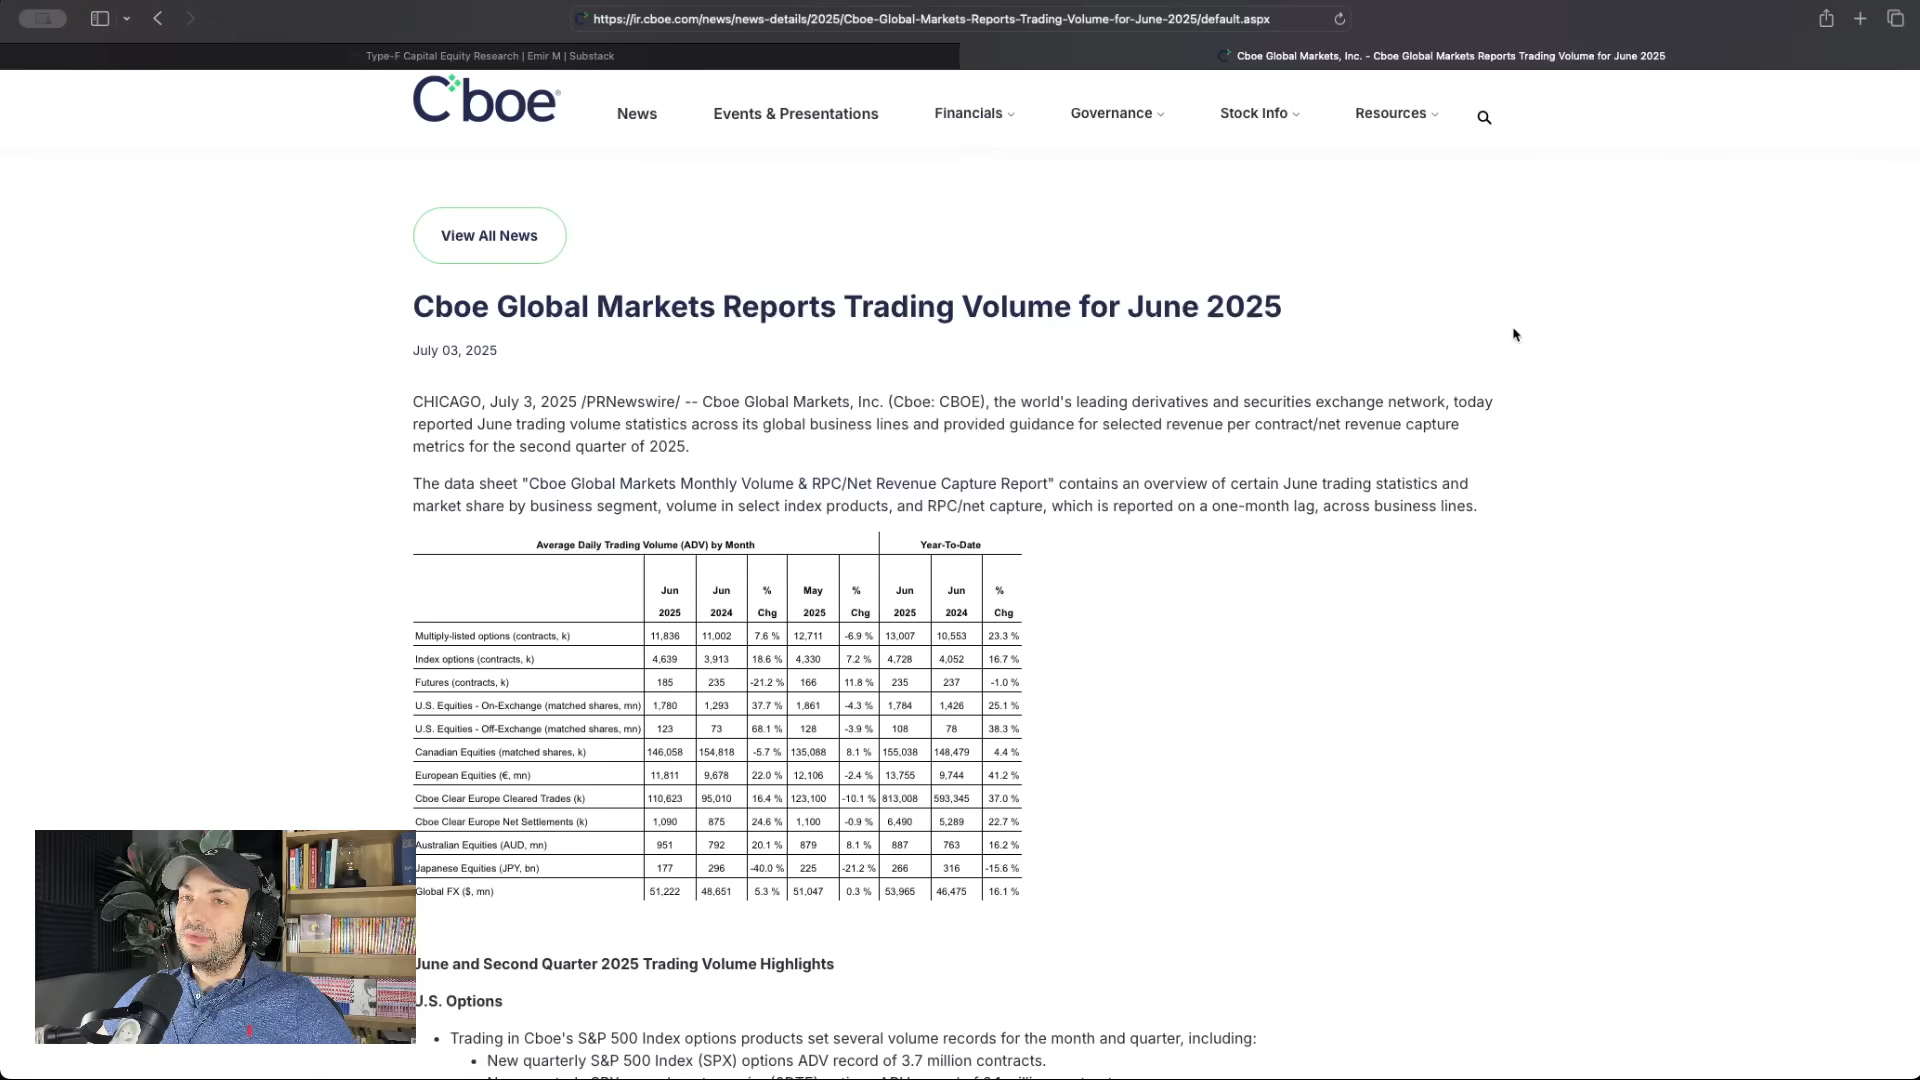 https://ir.cboe.com/news/news-details/2025/Cboe-Global-Markets-Reports-Trading-Volume-for-June-2025/default.aspx
Type-F Capital Equity Research | Emir M | Substack
Cboe Global Markets, Inc. - Cboe Global Markets Reports Trading Volume for June 2025
Cboe®
News Events & Presentations Financials Governance Stock Info Resources
View All News
Cboe Global Markets Reports Trading Volume for June 2025
July 03, 2025
CHICAGO, July 3, 2025 /PRNewswire/ -- Cboe Global Markets, Inc. (Cboe: CBOE), the world's leading derivatives and securities exchange network, today
reported June trading volume statistics across its global business lines and provided guidance for selected revenue per contract/net revenue capture
metrics for the second quarter of 2025.
The data sheet "Cboe Global Markets Monthly Volume & RPC/Net Revenue Capture Report" contains an overview of certain June trading statistics and
market share by business segment, volume in select index products, and RPC/net capture, which is reported on a one-month lag, across business lines.
Average Daily Trading Volume (ADV) by Month Year-To-Date
Jun Jun % May % Jun Jun %
2025 2024 Chg 2025 Chg 2025 2024 Chg
Multiply-listed options (contracts, k) 11,836 11,002 7.6 % 12,711 -6.9 % 13,007 10,553 23.3 %
Index options (contracts, k) 4,639 3,913 18.6 % 4,330 7.2 % 4,728 4,052 16.7 %
Futures (contracts, k) 185 235 -21.2 % 166 11.8 % 235 237 -1.0 %
U.S. Equities - On-Exchange (matched shares, mn) 1,780 1,293 37.7 % 1,861 -4.3 % 1,784 1,426 25.1 %
U.S. Equities - Off-Exchange (matched shares, mn) 123 73 68.1 % 128 -3.9 % 108 78 38.3 %
Canadian Equities (matched shares, k) 146,058 154,818 -5.7 % 135,088 8.1 % 155,038 148,479 4.4 %
European Equities (€, mn) 11,811 9,678 22.0 % 12,106 -2.4 % 13,755 9,744 41.2 %
Cboe Clear Europe Cleared Trades (k) 110,623 95,010 16.4 % 123,100 -10.1 % 813,008 593,345 37.0 %
Cboe Clear Europe Net Settlements (k) 1,090 875 24.6 % 1,100 -0.9 % 6,490 5,289 22.7 %
Australian Equities (AUD, mn) 951 792 20.1 % 879 8.1 % 887 763 16.2 %
Japanese Equities (JPY, bn) 177 296 -40.0 % 225 -21.2 % 266 316 -15.6 %
Global FX ($, mn) 51,222 48,651 5.3 % 51,047 0.3 % 53,965 46,475 16.1 %
June and Second Quarter 2025 Trading Volume Highlights
U.S. Options
• Trading in Cboe's S&P 500 Index options products set several volume records for the month and quarter, including:
• New quarterly S&P 500 Index (SPX) options ADV record of 3.7 million contracts.